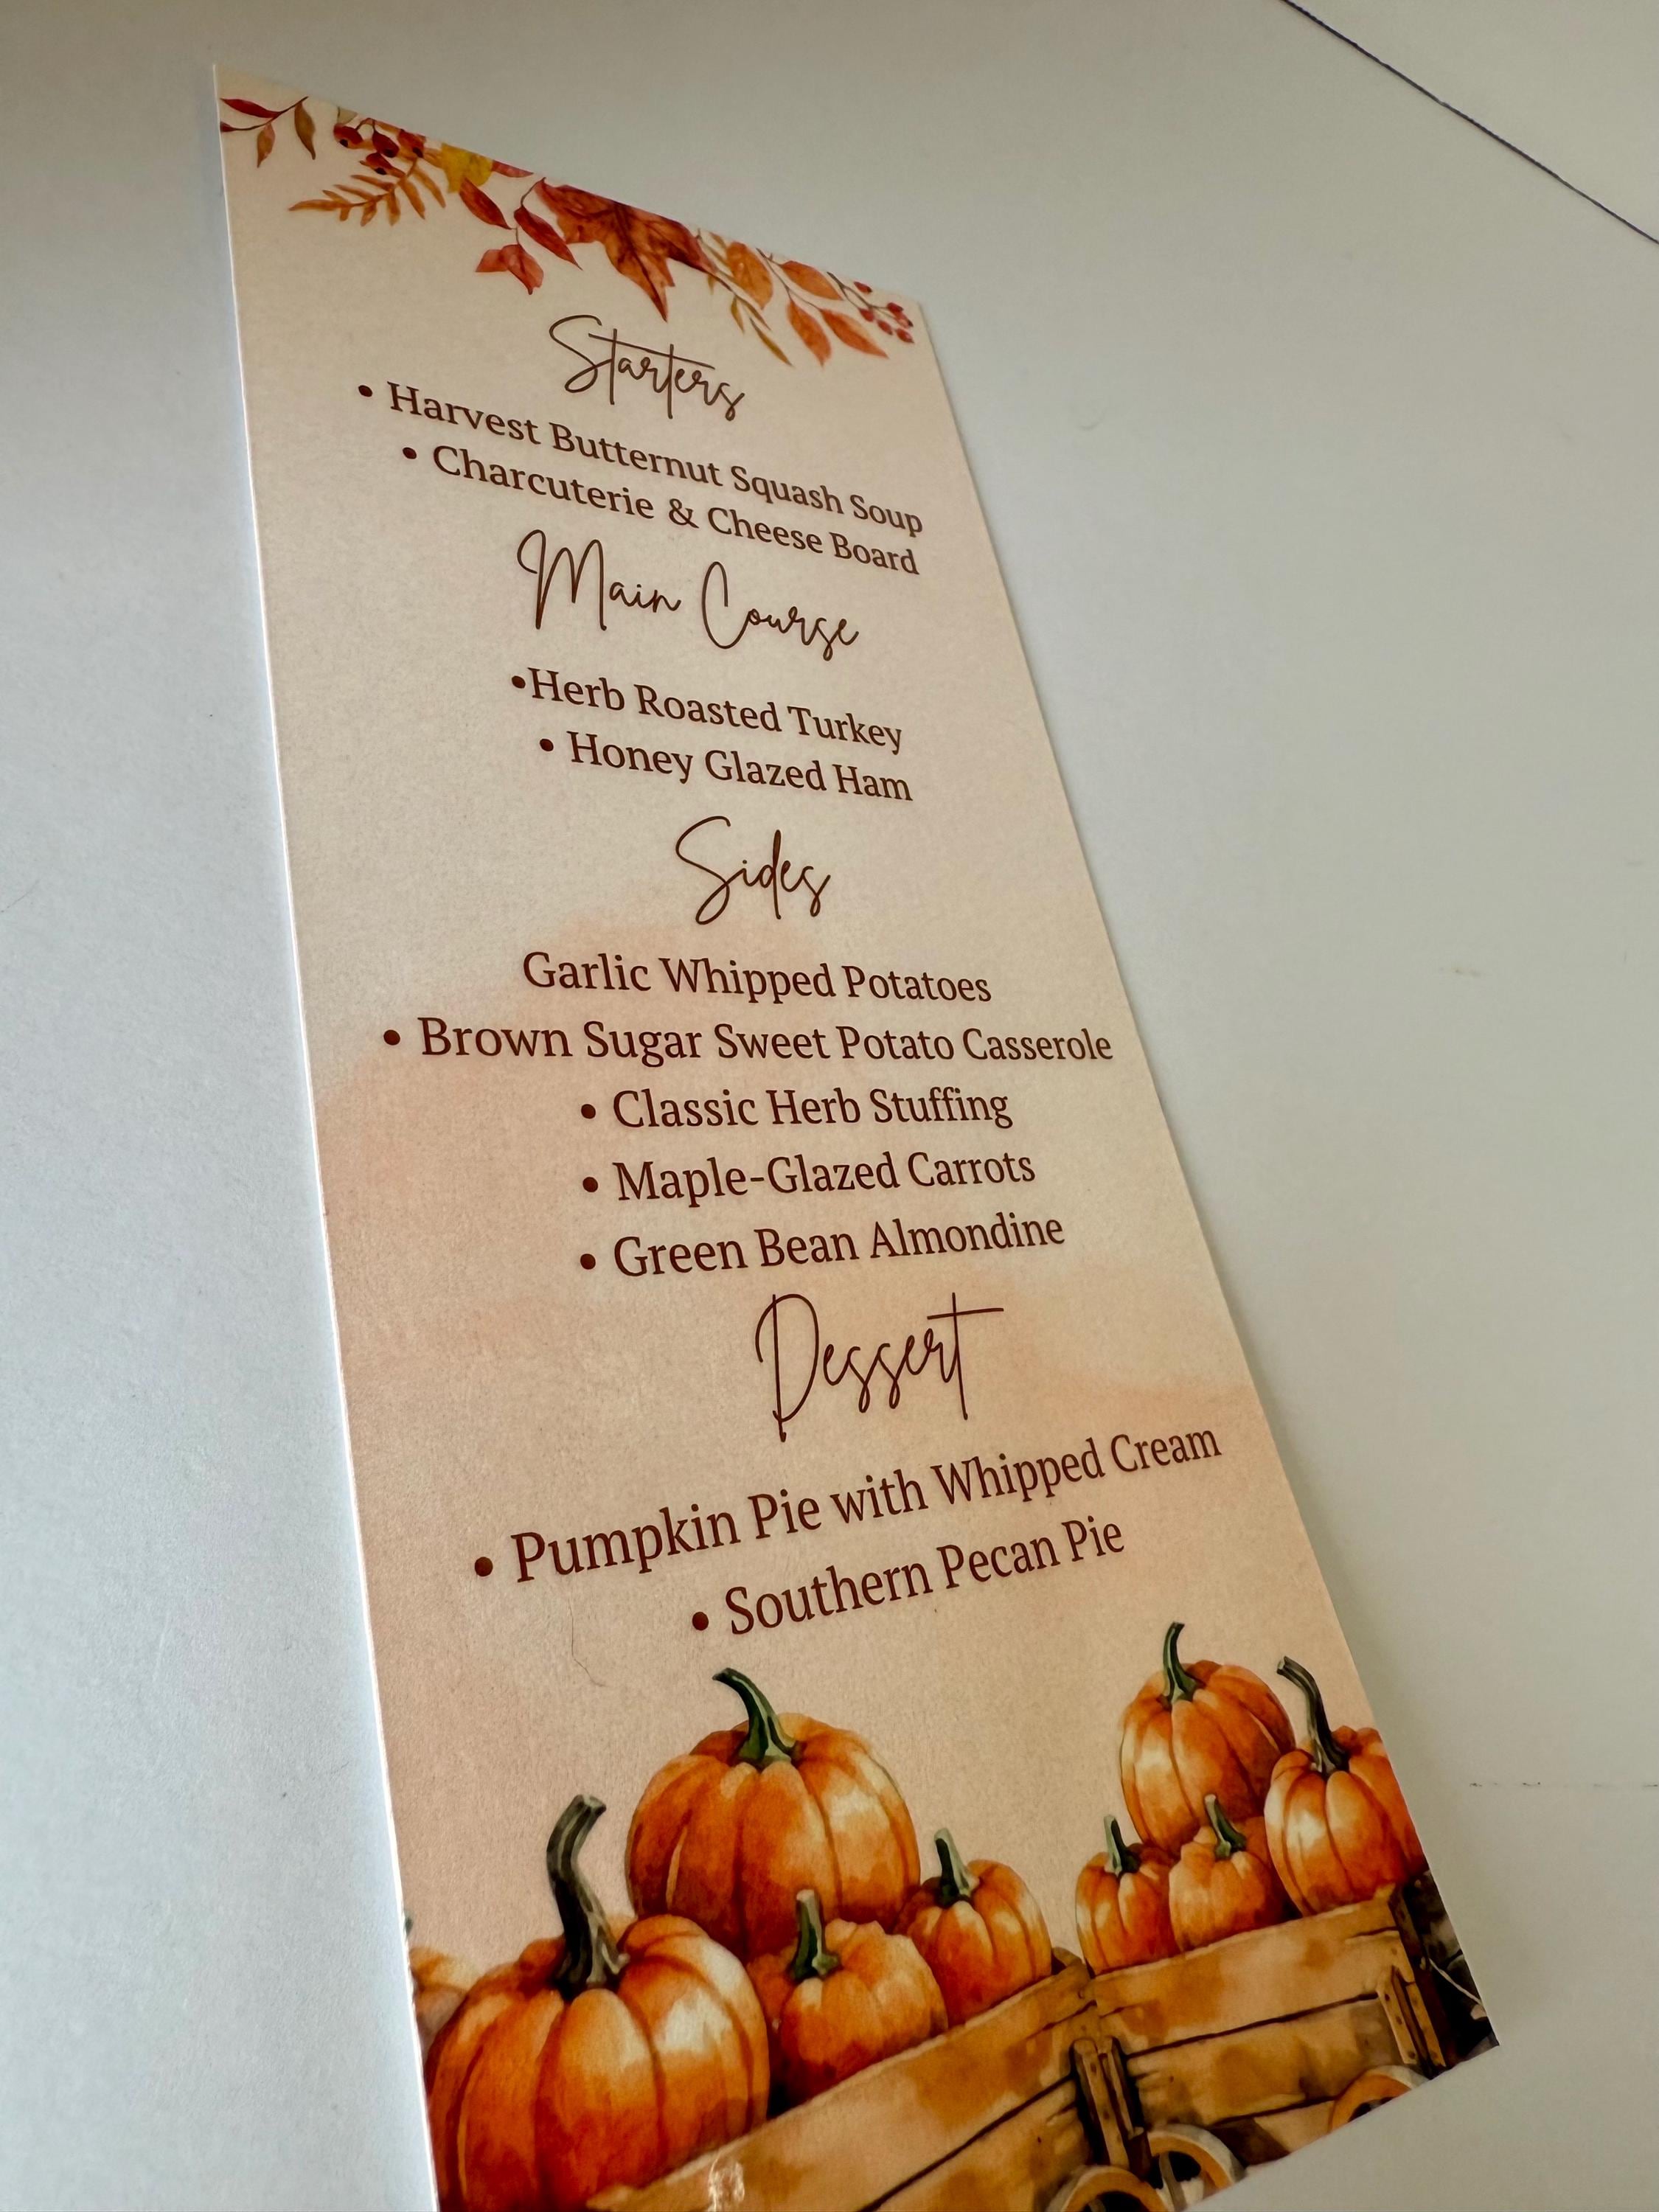 Starters
• Harvest Butternut Squash Soup
• Charcuterie & Cheese Board
Main Course
•Herb Roasted Turkey
• Honey Glazed Ham
Sides
Garlic Whipped Potatoes
• Brown Sugar Sweet Potato Casserole
• Classic Herb Stuffing
• Maple-Glazed Carrots
• Green Bean Almondine
Dessert
• Pumpkin Pie with Whipped Cream
• Southern Pecan Pie